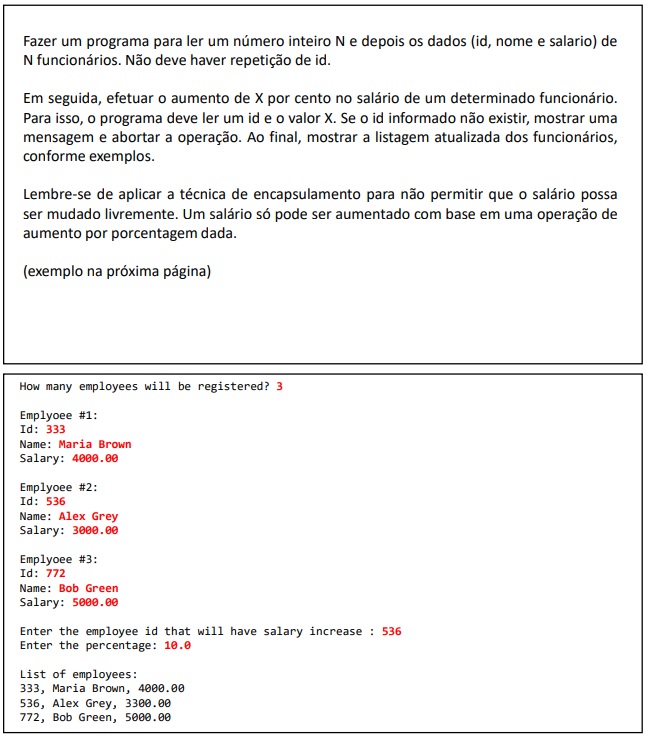 Fazer um programa para ler um número inteiro N e depois os dados (id, nome e salario) de
N funcionários. Não deve haver repetição de id.
Em seguida, efetuar o aumento de X por cento no salário de um determinado funcionário.
Para isso, o programa deve ler um id e o valor X. Se o id informado não existir, mostrar uma
mensagem e abortar a operação. Ao final, mostrar a listagem atualizada dos funcionários,
conforme exemplos.
Lembre-se de aplicar a técnica de encapsulamento para não permitir que o salário possa
ser mudado livremente. Um salário só pode ser aumentado com base em uma operação de
aumento por porcentagem dada.
(exemplo na próxima página)
How many employees will be registered? 3
Emplyoee #1:
Id: 333
Name: Maria Brown
Salary: 4000.00
Emplyoee #2:
Id: 536
Name: Alex Grey
Salary: 3000.00
Emplyoee #3:
Id: 772
Name: Bob Green
Salary: 5000.00
Enter the employee id that will have salary increase : 536
Enter the percentage: 10.0
List of employees:
333, Maria Brown, 4000.00
536, Alex Grey, 3300.00
772, Bob Green, 5000.00